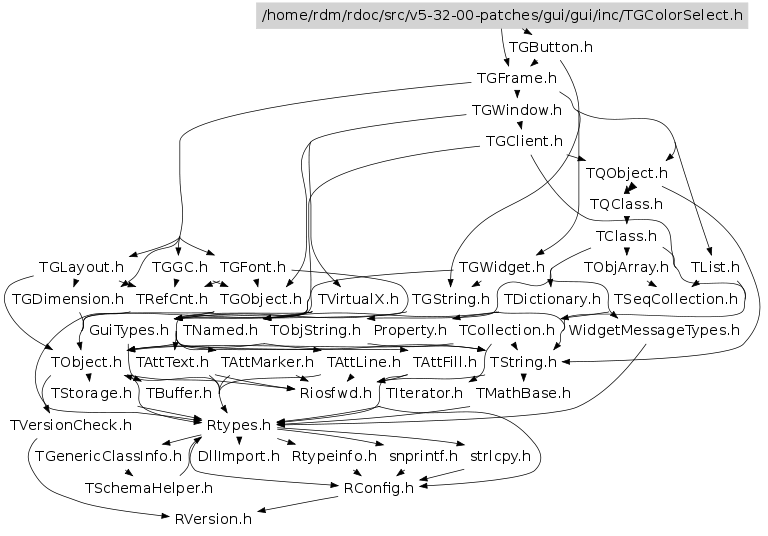 /home/rdm/rdoc/src/v5-32-00-patches/gui/gui/inc/TGColorSelect.h
TGButton.h
TGFrame.h
TGWindow.h
TGClient.h
TQObject.h
TQClass.h
TClass.h
TGLayout.h TGGC.h TGFont.h TGWidget.h TObjArray.h TList.h
TGDimension.h TRefCnt.h TGObject.h TVirtualX.h TGString.h TDictionary.h TSeqCollection.h
GuiTypes.h TNamed.h TObjString.h Property.h TCollection.h WidgetMessageTypes.h
TObject.h TAttText.h TAttMarker.h TAttLine.h TAttFill.h TString.h
TStorage.h TBuffer.h Riosfwd.h TIterator.h TMathBase.h
TVersionCheck.h Rtypes.h
TGenericClassInfo.h DllImport.h Rtypeinfo.h snprintf.h strlcpy.h
TSchemaHelper.h RConfig.h
RVersion.h